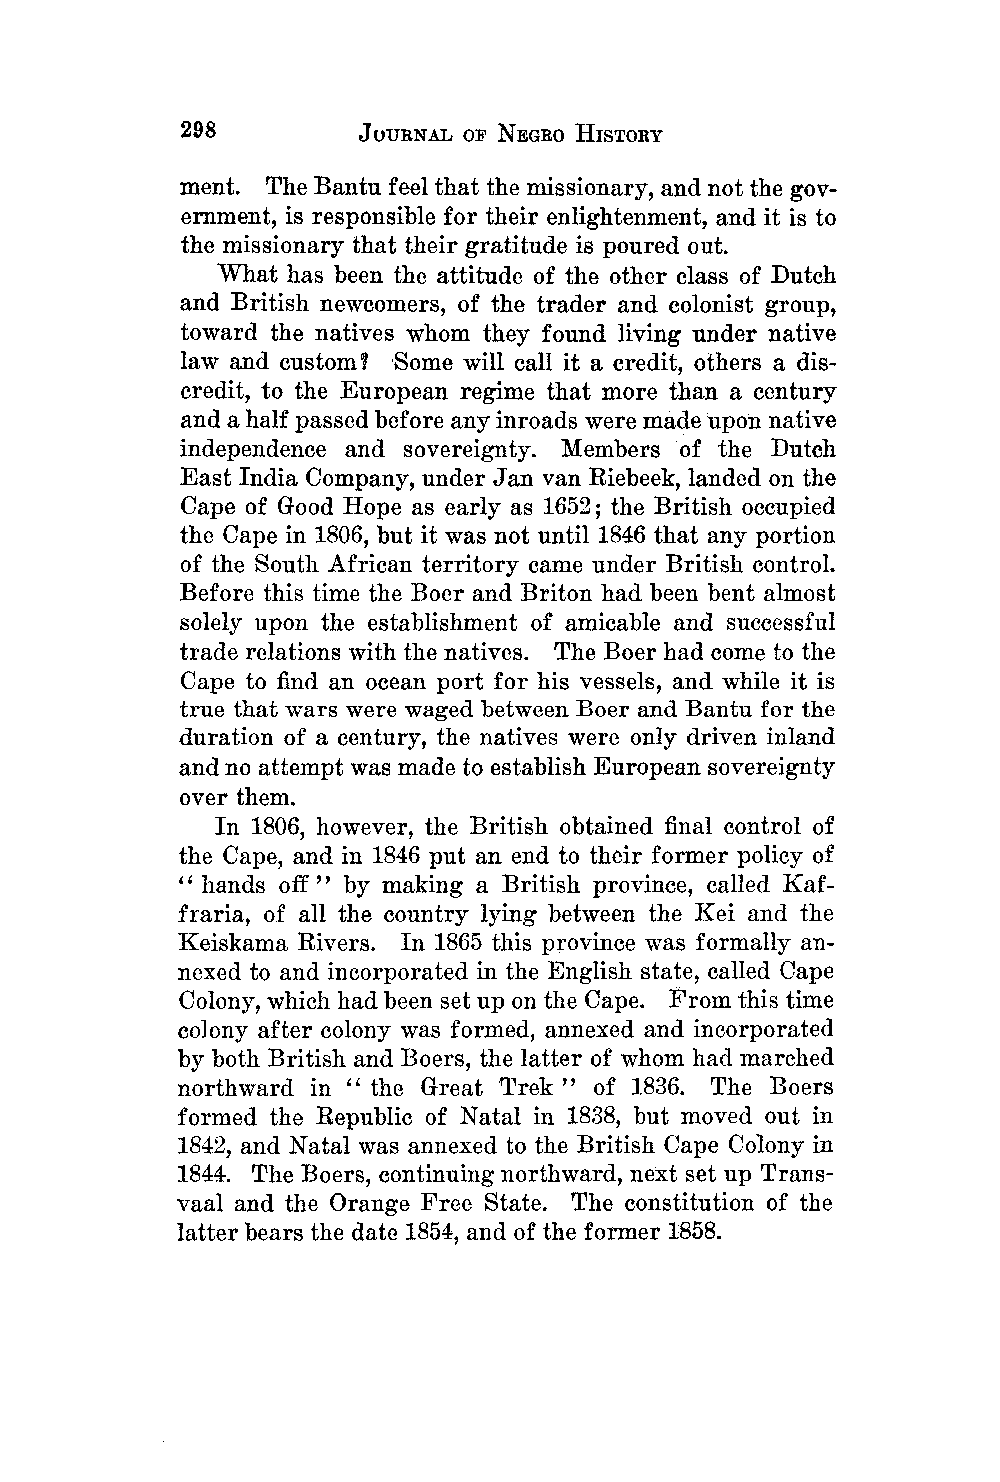 298 JOURNAL OF NEGRO HISTORY
ment. The Bantu feel that the missionary, and not the gov-
ernment, is responsible for their enlightenment, and it is to
the missionary that their gratitude is poured out.
What has been the attitude of the other class of Dutch
and British newcomers, of the trader and colonist group,
toward the natives whom they found living under native
law and custom? Some will call it a credit, others a dis-
credit, to the European regime that more than a century
and a half passed before any inroads were made upon native
independence and sovereignty. Members of the Dutch
East India Company, under Jan van Riebeek, landed on the
Cape of Good Hope as early as 1652; the British occupied
the Cape in 1806, but it was not until 1846 that any portion
of the South African territory came under British control.
Before this time the Boer and Briton had been bent almost
solely upon the establishment of amicable and successful
trade relations with the natives. The Boer had come to the
Cape to find an ocean port for his vessels, and while it is
true that wars were waged between Boer and Bantu for the
duration of a century, the natives were only driven inland
and no attempt was made to establish European sovereignty
over them.
In 1806, however, the British obtained final control of
the Cape, and in 1846 put an end to their former policy of
“ hands off ” by making a British province, called Kaf-
fraria, of all the country lying between the Kei and the
Keiskama Rivers. In 1865 this province was formally an-
nexed to and incorporated in the English state, called Cape
Colony, which had been set up on the Cape. From this time
colony after colony was formed, annexed and incorporated
by both British and Boers, the latter of whom had marched
northward in “ the Great Trek ” of 1836. The Boers
formed the Republic of Natal in 1838, but moved out in
1842, and Natal was annexed to the British Cape Colony in
1844. The Boers, continuing northward, next set up Trans-
vaal and the Orange Free State. The constitution of the
latter bears the date 1854, and of the former 1858.